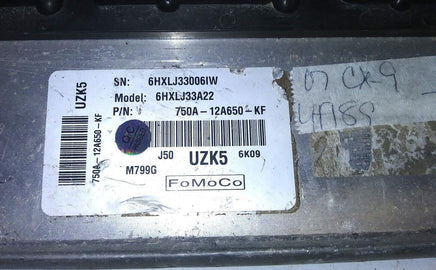 SN: 6HXLJ33006IW
Model: 6HXLJ33A22
P/N: 750A-12A650-KF
UZK5
750A-12A650-KF
J50 UZK5 6K09
M799G
FoMoCo
07 CX9